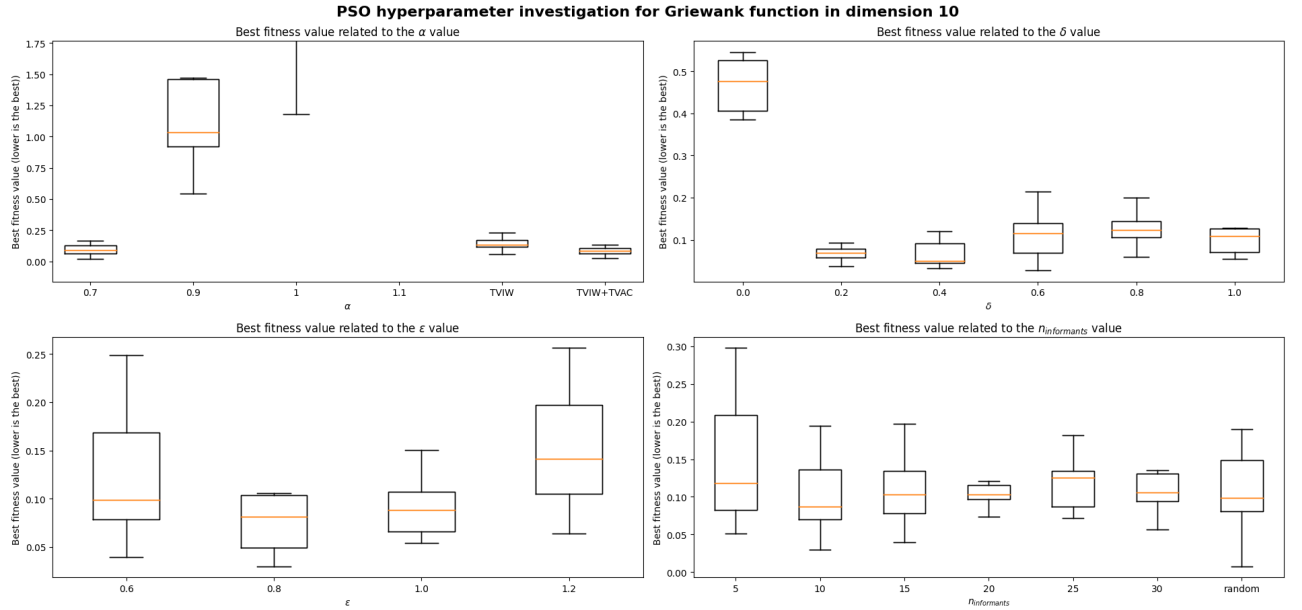 PSO hyperparameter investigation for Griewank function in dimension 10
Best fitness value related to the α value
Best fitness value (lower is the best))
1.75
1.50
1.25
1.00
0.75
0.50
0.25
0.00
0.7
0.9
1
1.1
TVIW
TVIW+TVAC
α
Best fitness value related to the δ value
Best fitness value (lower is the best))
0.5
0.4
0.3
0.2
0.1
0.0
0.2
0.4
0.6
0.8
1.0
δ
Best fitness value related to the ε value
Best fitness value (lower is the best))
0.25
0.20
0.15
0.10
0.05
0.6
0.8
1.0
1.2
ε
Best fitness value related to the n_informants value
Best fitness value (lower is the best))
0.30
0.25
0.20
0.15
0.10
0.05
0.00
5
10
15
20
25
30
random
n_informants